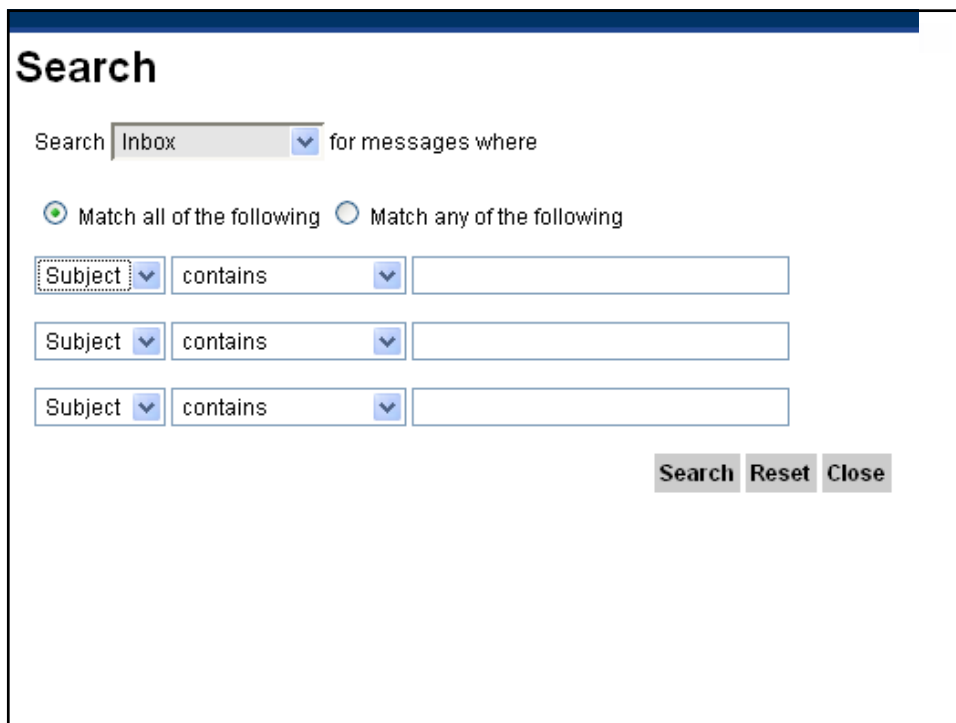 Search
Search Inbox for messages where
Match all of the following Match any of the following
Subject contains
Subject contains
Subject contains
Search Reset Close